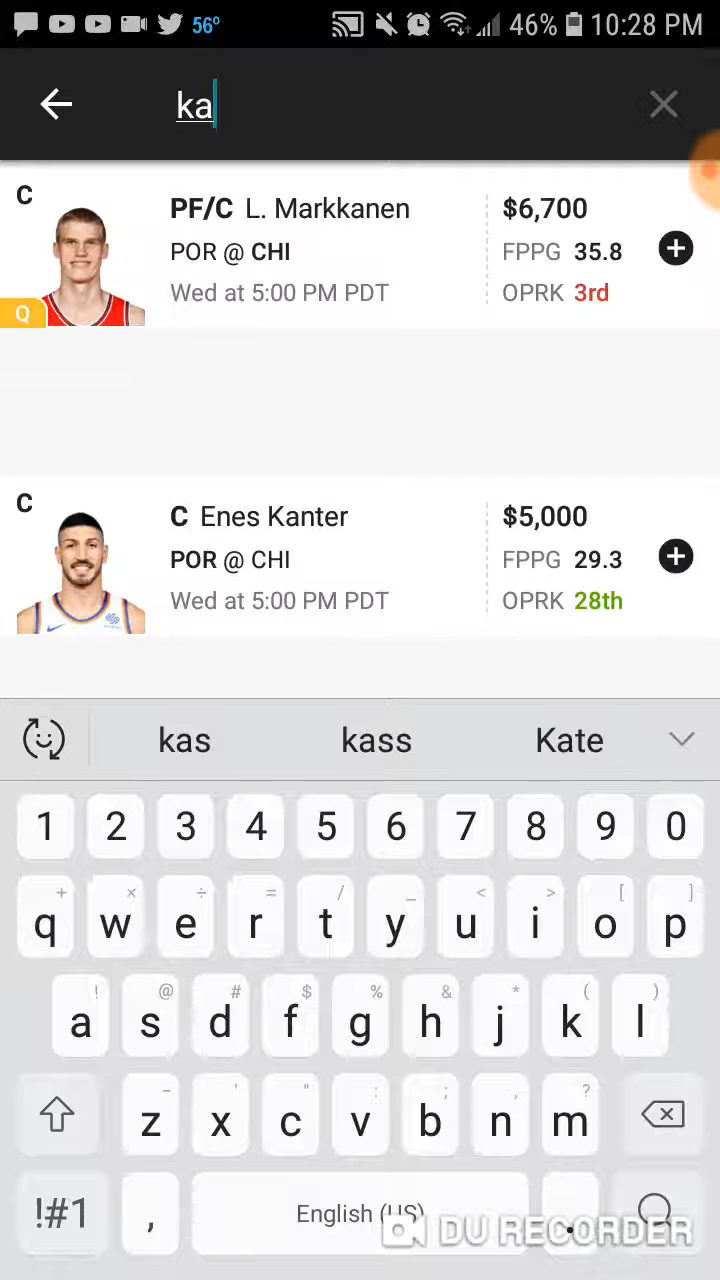 56° 46% 10:28 PM
ka
C
PF/C L. Markkanen $6,700
POR @ CHI FPPG 35.8
Wed at 5:00 PM PDT OPRK 3rd
Q
C
C Enes Kanter $5,000
POR @ CHI FPPG 29.3
Wed at 5:00 PM PDT OPRK 28th
kas kass Kate
1 2 3 4 5 6 7 8 9 0
+ × ÷ = / _ < > [ ]
q w e r t y u i o p
! @ # $ % & * ( )
a s d f g h j k l
- ' " : ; , ?
z x c v b n m
!#1 , English (US) .
DU RECORDER